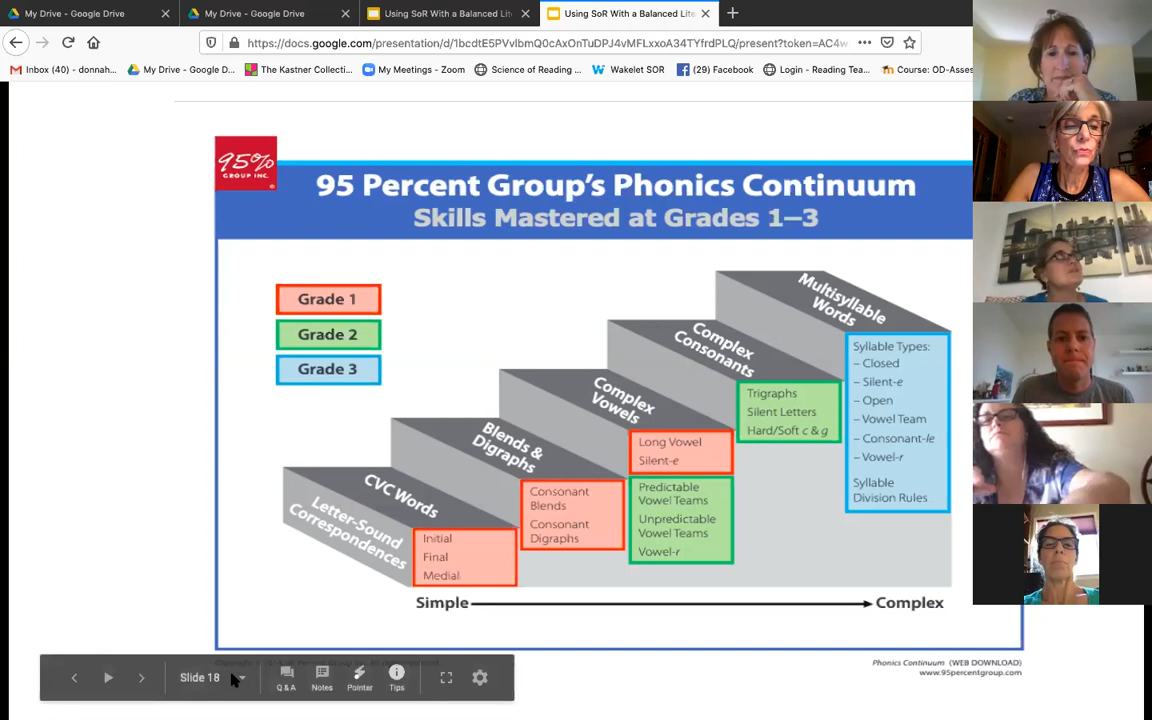 My Drive - Google Drive
My Drive - Google Drive
Using SoR With a Balanced Lite
Using SoR With a Balanced Lite
https://docs.google.com/presentation/d/1bcdtE5PVvlbmQ0cAxOnTuDPJ4vMFLxxoA34TYfrdPLQ/present?token=AC4w
Inbox (40) - donnah...
My Drive - Google D...
The Kastner Collecti...
My Meetings - Zoom
Science of Reading ...
Wakelet SOR
(29) Facebook
Login - Reading Tea...
Course: OD-Asses
95%
GROUP INC.
95 Percent Group's Phonics Continuum
Skills Mastered at Grades 1–3
Grade 1
Grade 2
Grade 3
Letter-Sound
Correspondences
CVC Words
Initial
Final
Medial
Blends &
Digraphs
Consonant
Blends
Consonant
Digraphs
Complex
Vowels
Long Vowel
Silent-e
Predictable
Vowel Teams
Unpredictable
Vowel Teams
Vowel-r
Complex
Consonants
Trigraphs
Silent Letters
Hard/Soft c & g
Multisyllable
Words
Syllable Types:
– Closed
– Silent-e
– Open
– Vowel Team
– Consonant-le
– Vowel-r
Syllable
Division Rules
Simple
Complex
Phonics Continuum (WEB DOWNLOAD)
www.95percentgroup.com
Slide 18
Q & A
Notes
Pointer
Tips